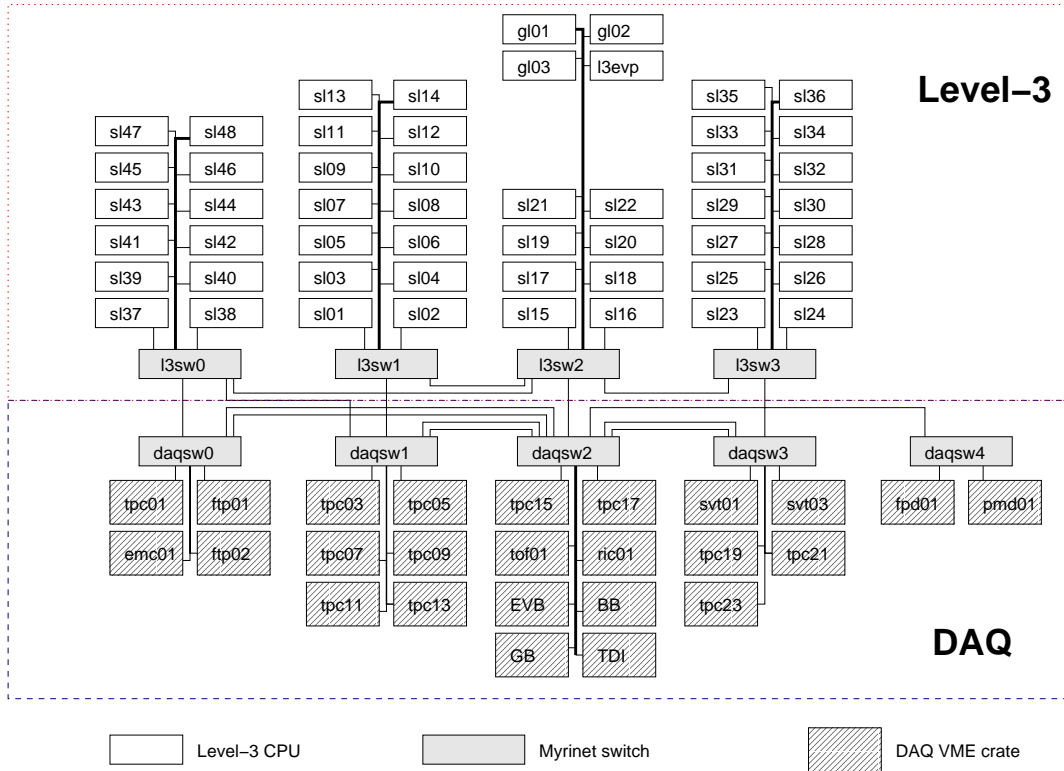 gl01 gl02
gl03 l3evp
Level–3
sl13 sl14 sl35 sl36
sl47 sl48 sl11 sl12 sl33 sl34
sl45 sl46 sl09 sl10 sl31 sl32
sl43 sl44 sl07 sl08 sl21 sl22 sl29 sl30
sl41 sl42 sl05 sl06 sl19 sl20 sl27 sl28
sl39 sl40 sl03 sl04 sl17 sl18 sl25 sl26
sl37 sl38 sl01 sl02 sl15 sl16 sl23 sl24
l3sw0 l3sw1 l3sw2 l3sw3
daqsw0 daqsw1 daqsw2 daqsw3 daqsw4
tpc01 ftp01 tpc03 tpc05 tpc15 tpc17 svt01 svt03 fpd01 pmd01
emc01 ftp02 tpc07 tpc09 tof01 ric01 tpc19 tpc21
tpc11 tpc13 EVB BB tpc23
GB TDI
DAQ
Level–3 CPU Myrinet switch DAQ VME crate